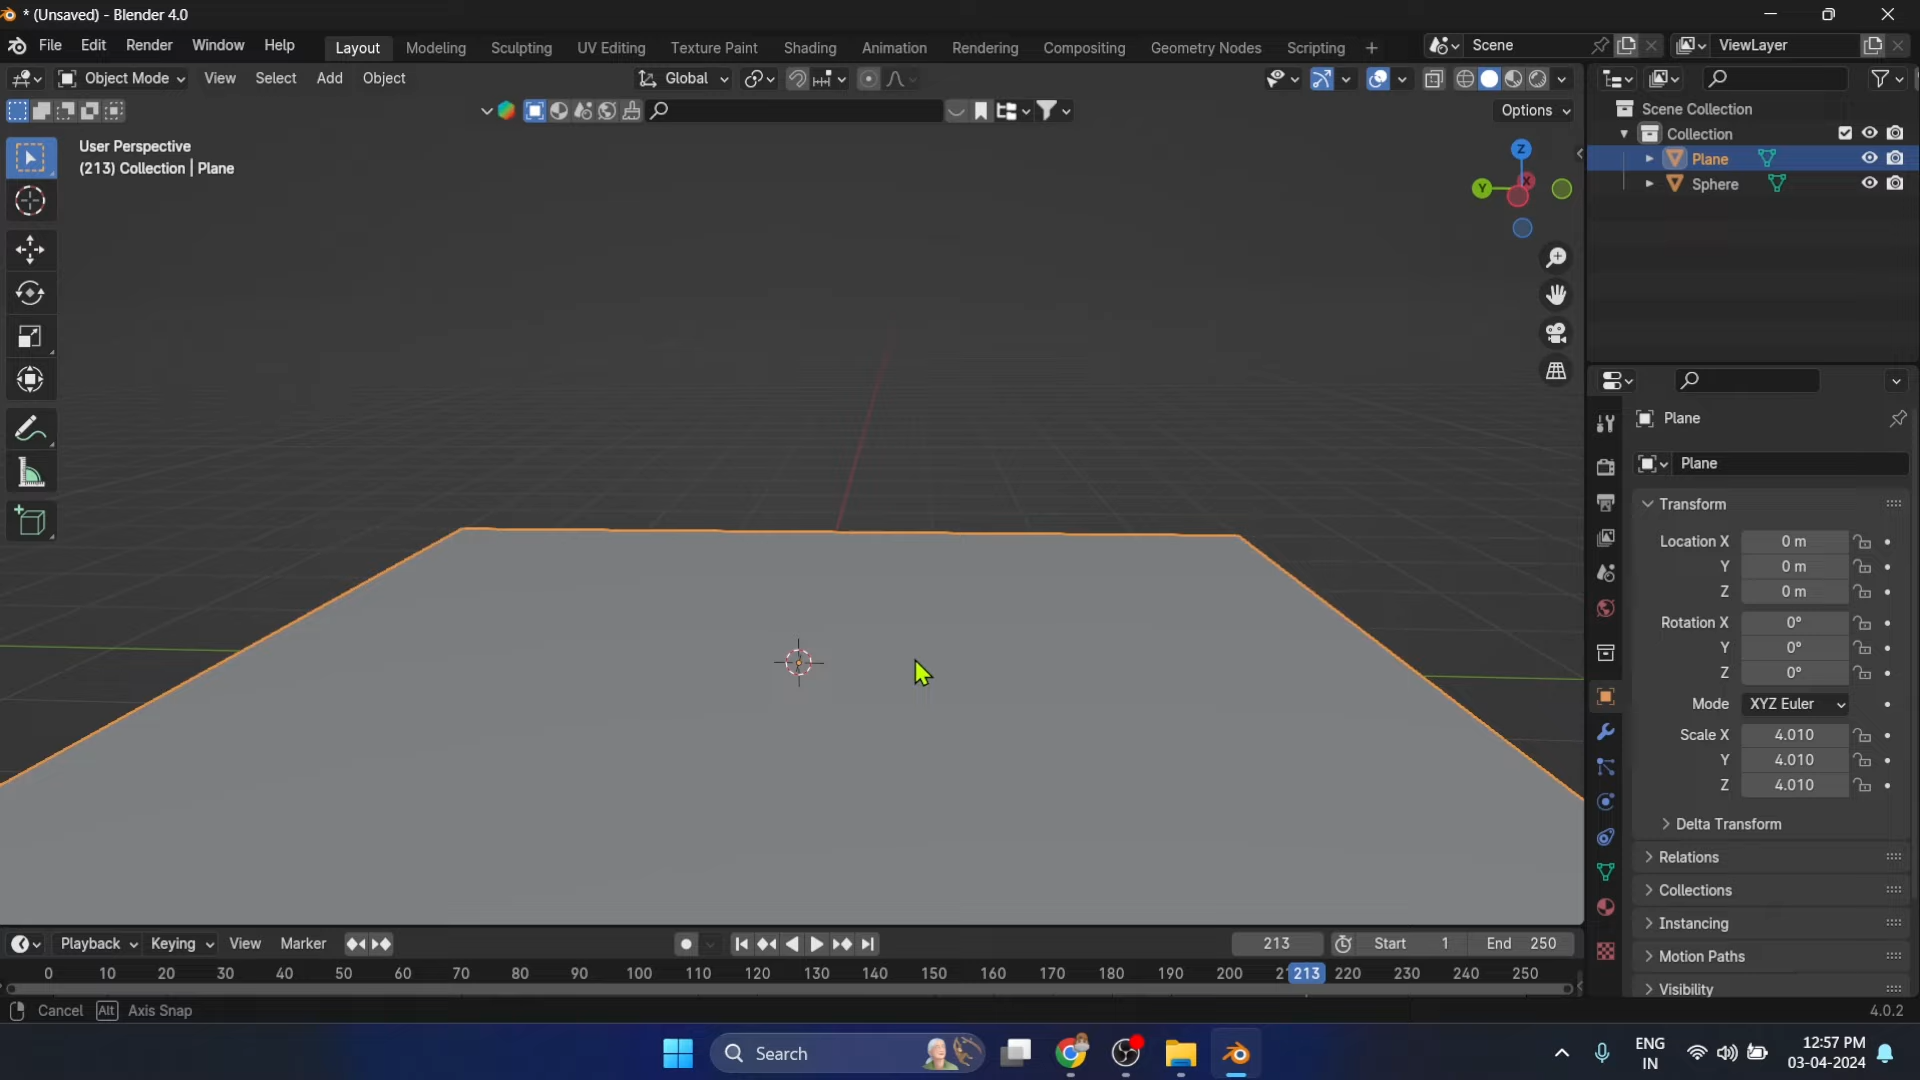 * (Unsaved) - Blender 4.0
File Edit Render Window Help Layout Modeling Sculpting UV Editing Texture Paint Shading Animation Rendering Compositing Geometry Nodes Scripting + Scene ViewLayer
Object Mode View Select Add Object Global
Options
User Perspective
(213) Collection | Plane
Z
Y
X
Scene Collection
Collection
Plane
Sphere
Plane
Plane
Transform
Location X 0 m
Y 0 m
Z 0 m
Rotation X 0°
Y 0°
Z 0°
Mode XYZ Euler
Scale X 4.010
Y 4.010
Z 4.010
Delta Transform
Relations
Collections
Instancing
Motion Paths
Visibility
Playback Keying View Marker 213 Start 1 End 250
0 10 20 30 40 50 60 70 80 90 100 110 120 130 140 150 160 170 180 190 200 2 213 220 230 240 250
Cancel Alt Axis Snap 4.0.2
Search
ENG
IN
12:57 PM
03-04-2024